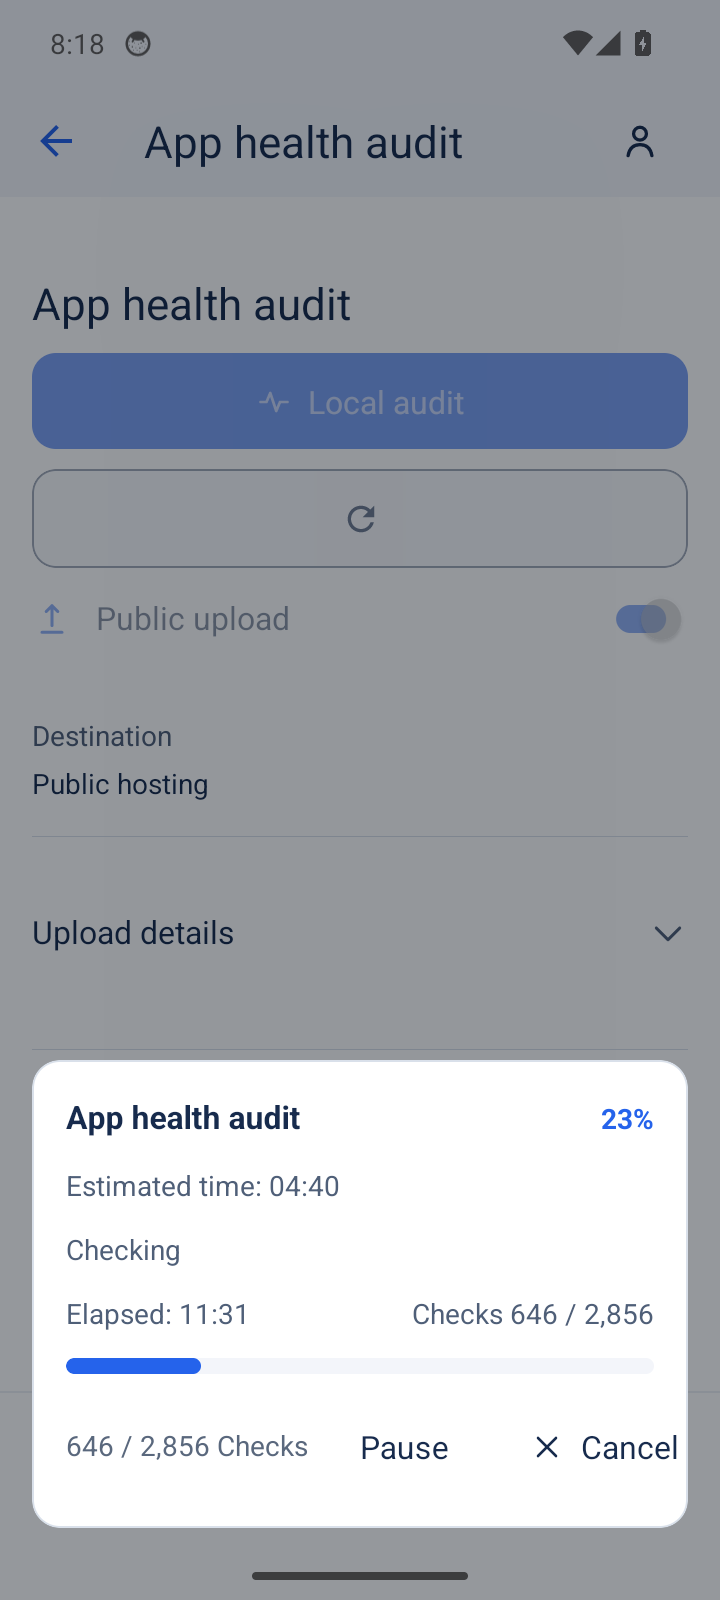 8:18
App health audit
App health audit
Local audit
Public upload
Destination
Public hosting
Upload details
App health audit 23%
Estimated time: 04:40
Checking
Elapsed: 11:31 Checks 646 / 2,856
646 / 2,856 Checks Pause Cancel